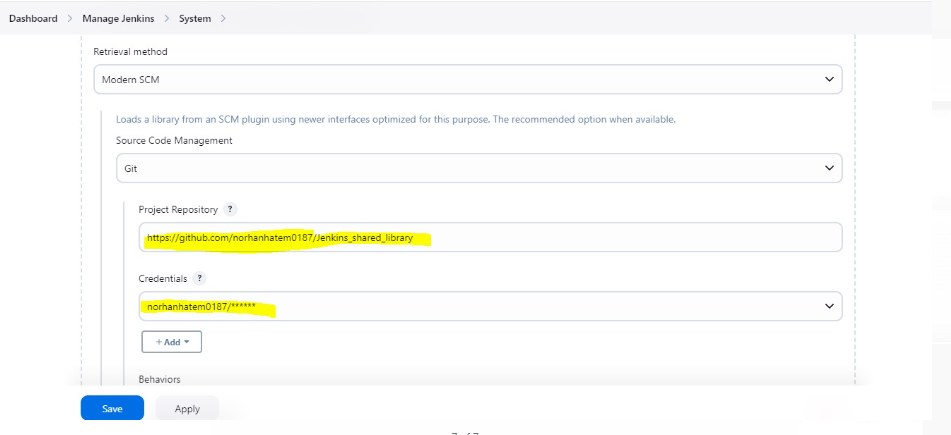 Dashboard > Manage Jenkins > System >
Retrieval method
Modern SCM
Loads a library from an SCM plugin using newer interfaces optimized for this purpose. The recommended option when available.
Source Code Management
Git
Project Repository ?
https://github.com/norhanhatem0187/Jenkins_shared_library
Credentials ?
norhanhatem0187/******
+ Add
Behaviors
Save Apply